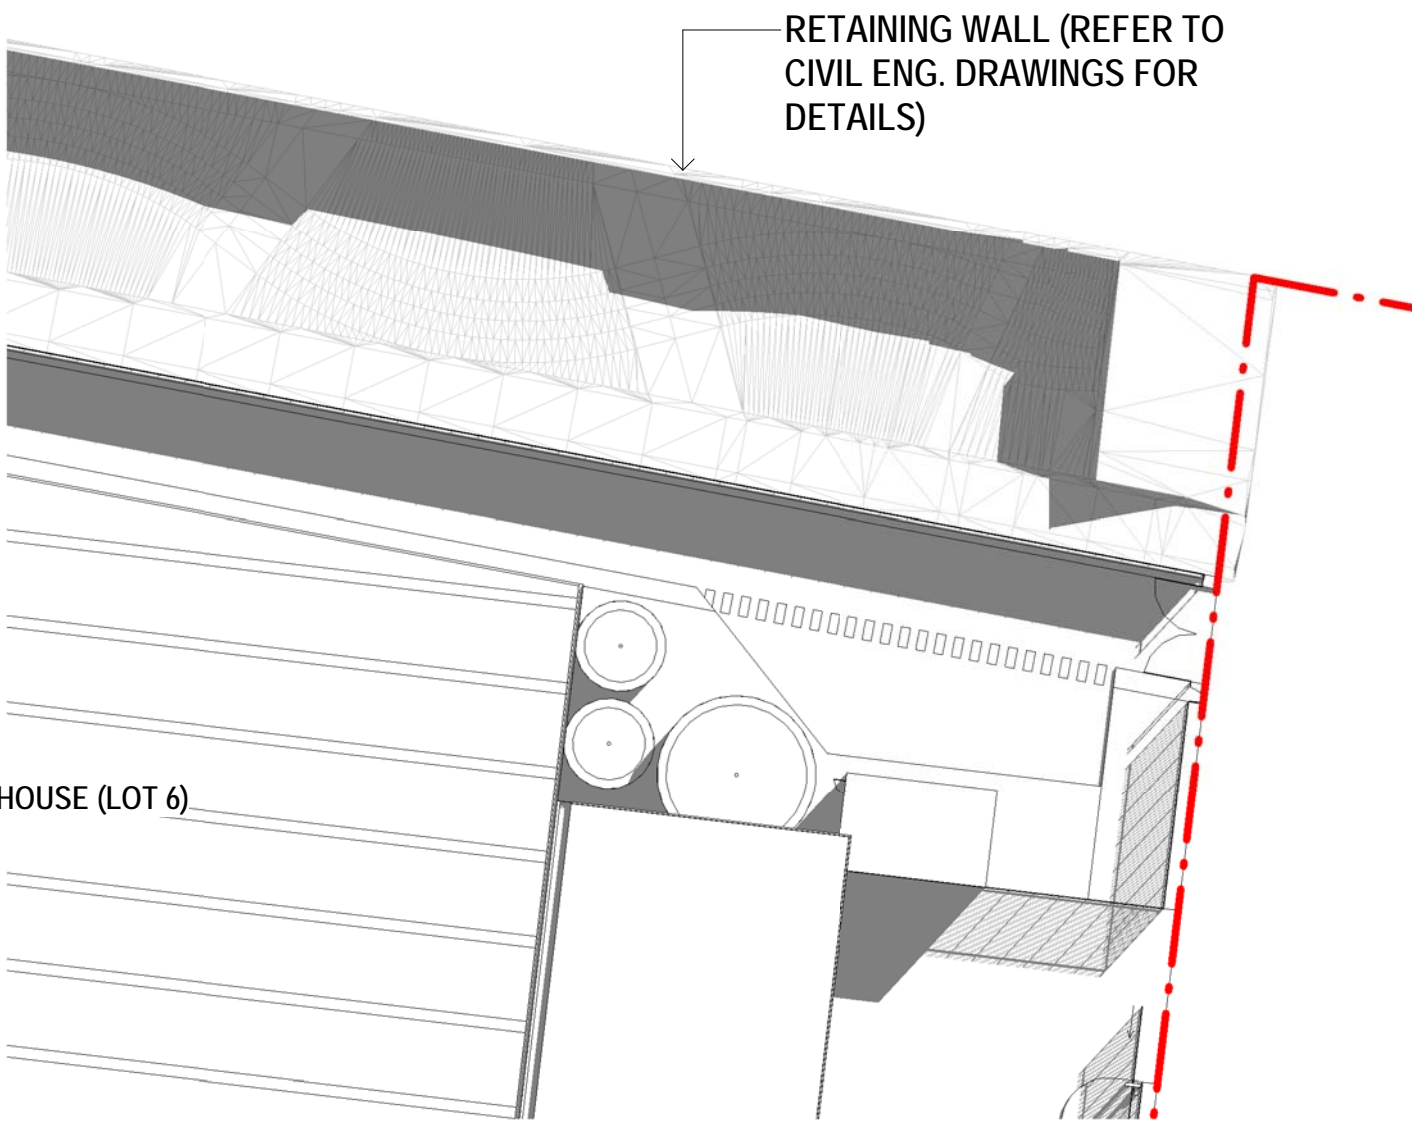 RETAINING WALL (REFER TO
CIVIL ENG. DRAWINGS FOR
DETAILS)
HOUSE (LOT 6)